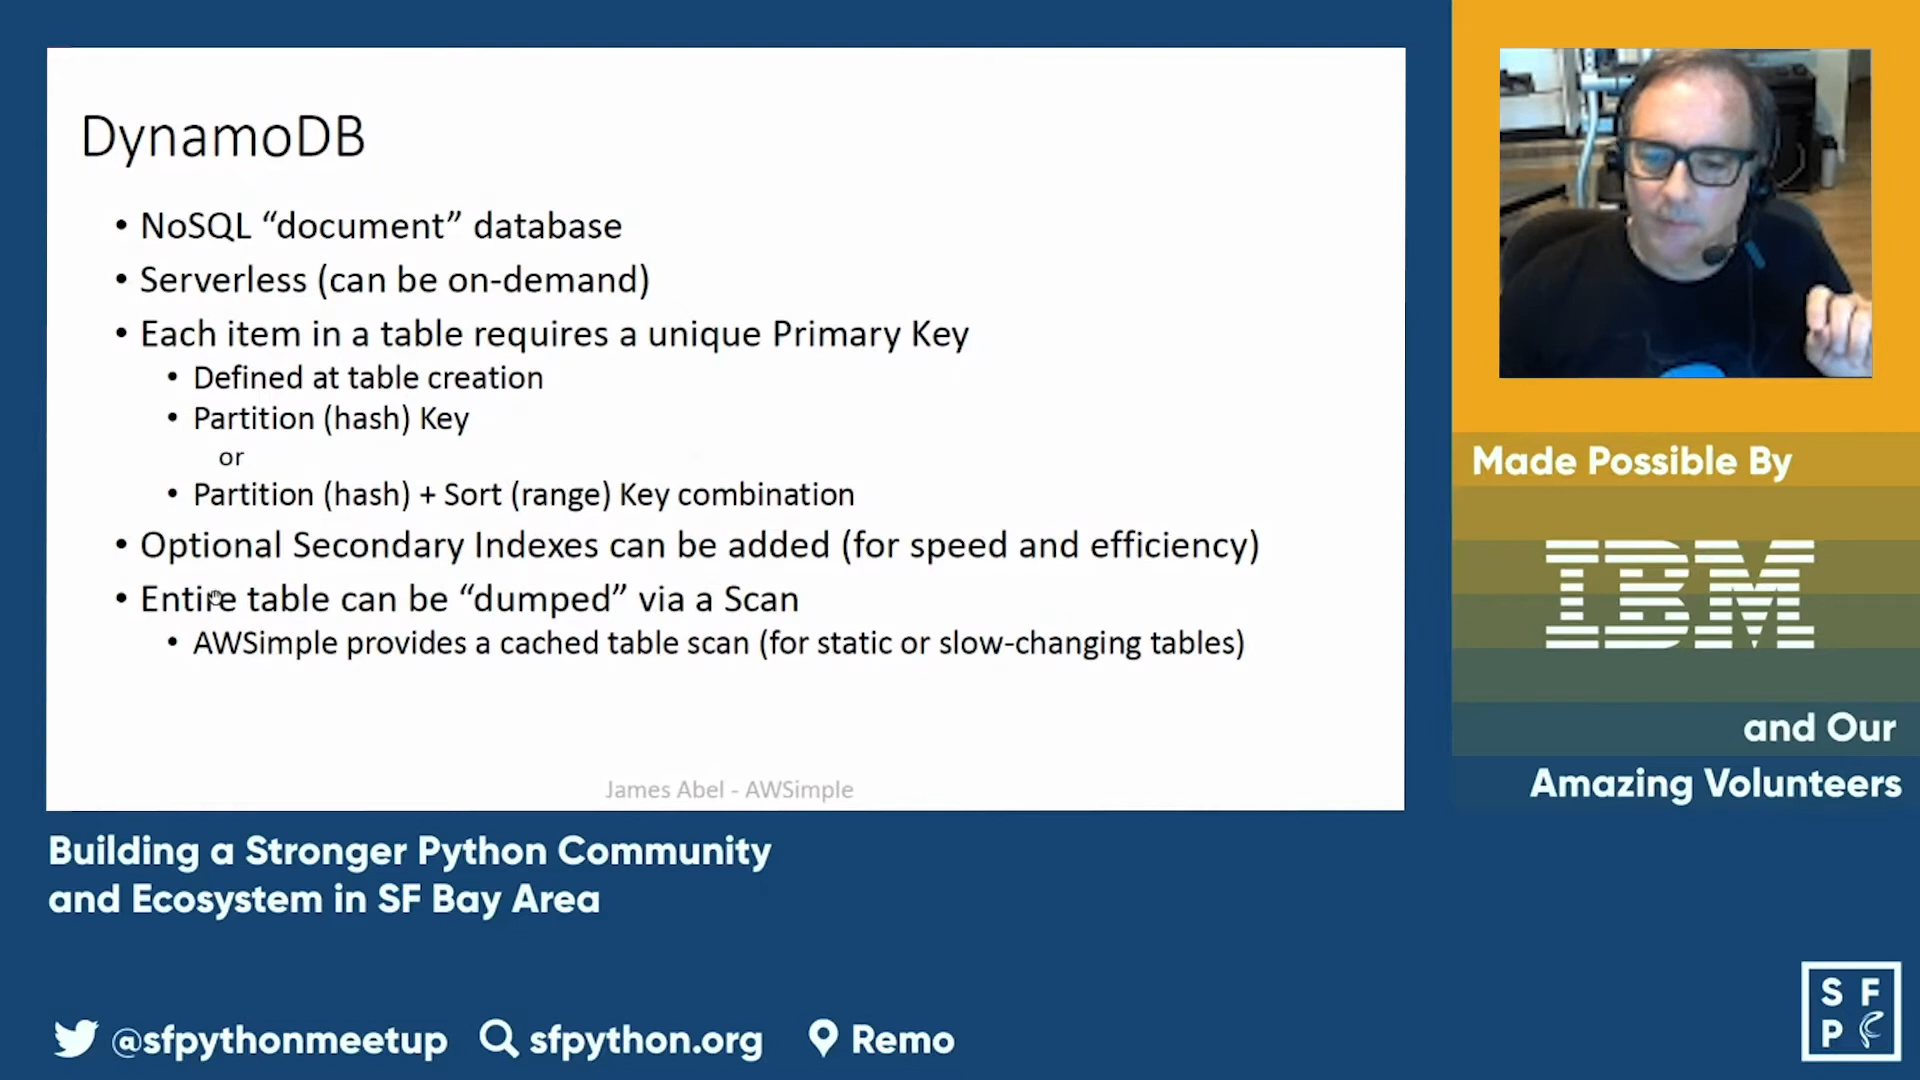 DynamoDB
• NoSQL “document” database
• Serverless (can be on-demand)
• Each item in a table requires a unique Primary Key
• Defined at table creation
• Partition (hash) Key
or
• Partition (hash) + Sort (range) Key combination
• Optional Secondary Indexes can be added (for speed and efficiency)
• Entire table can be “dumped” via a Scan
• AWSimple provides a cached table scan (for static or slow-changing tables)
James Abel - AWSimple
Made Possible By
IBM
and Our
Amazing Volunteers
Building a Stronger Python Community
and Ecosystem in SF Bay Area
@sfpythonmeetup sfpython.org Remo
S F
P